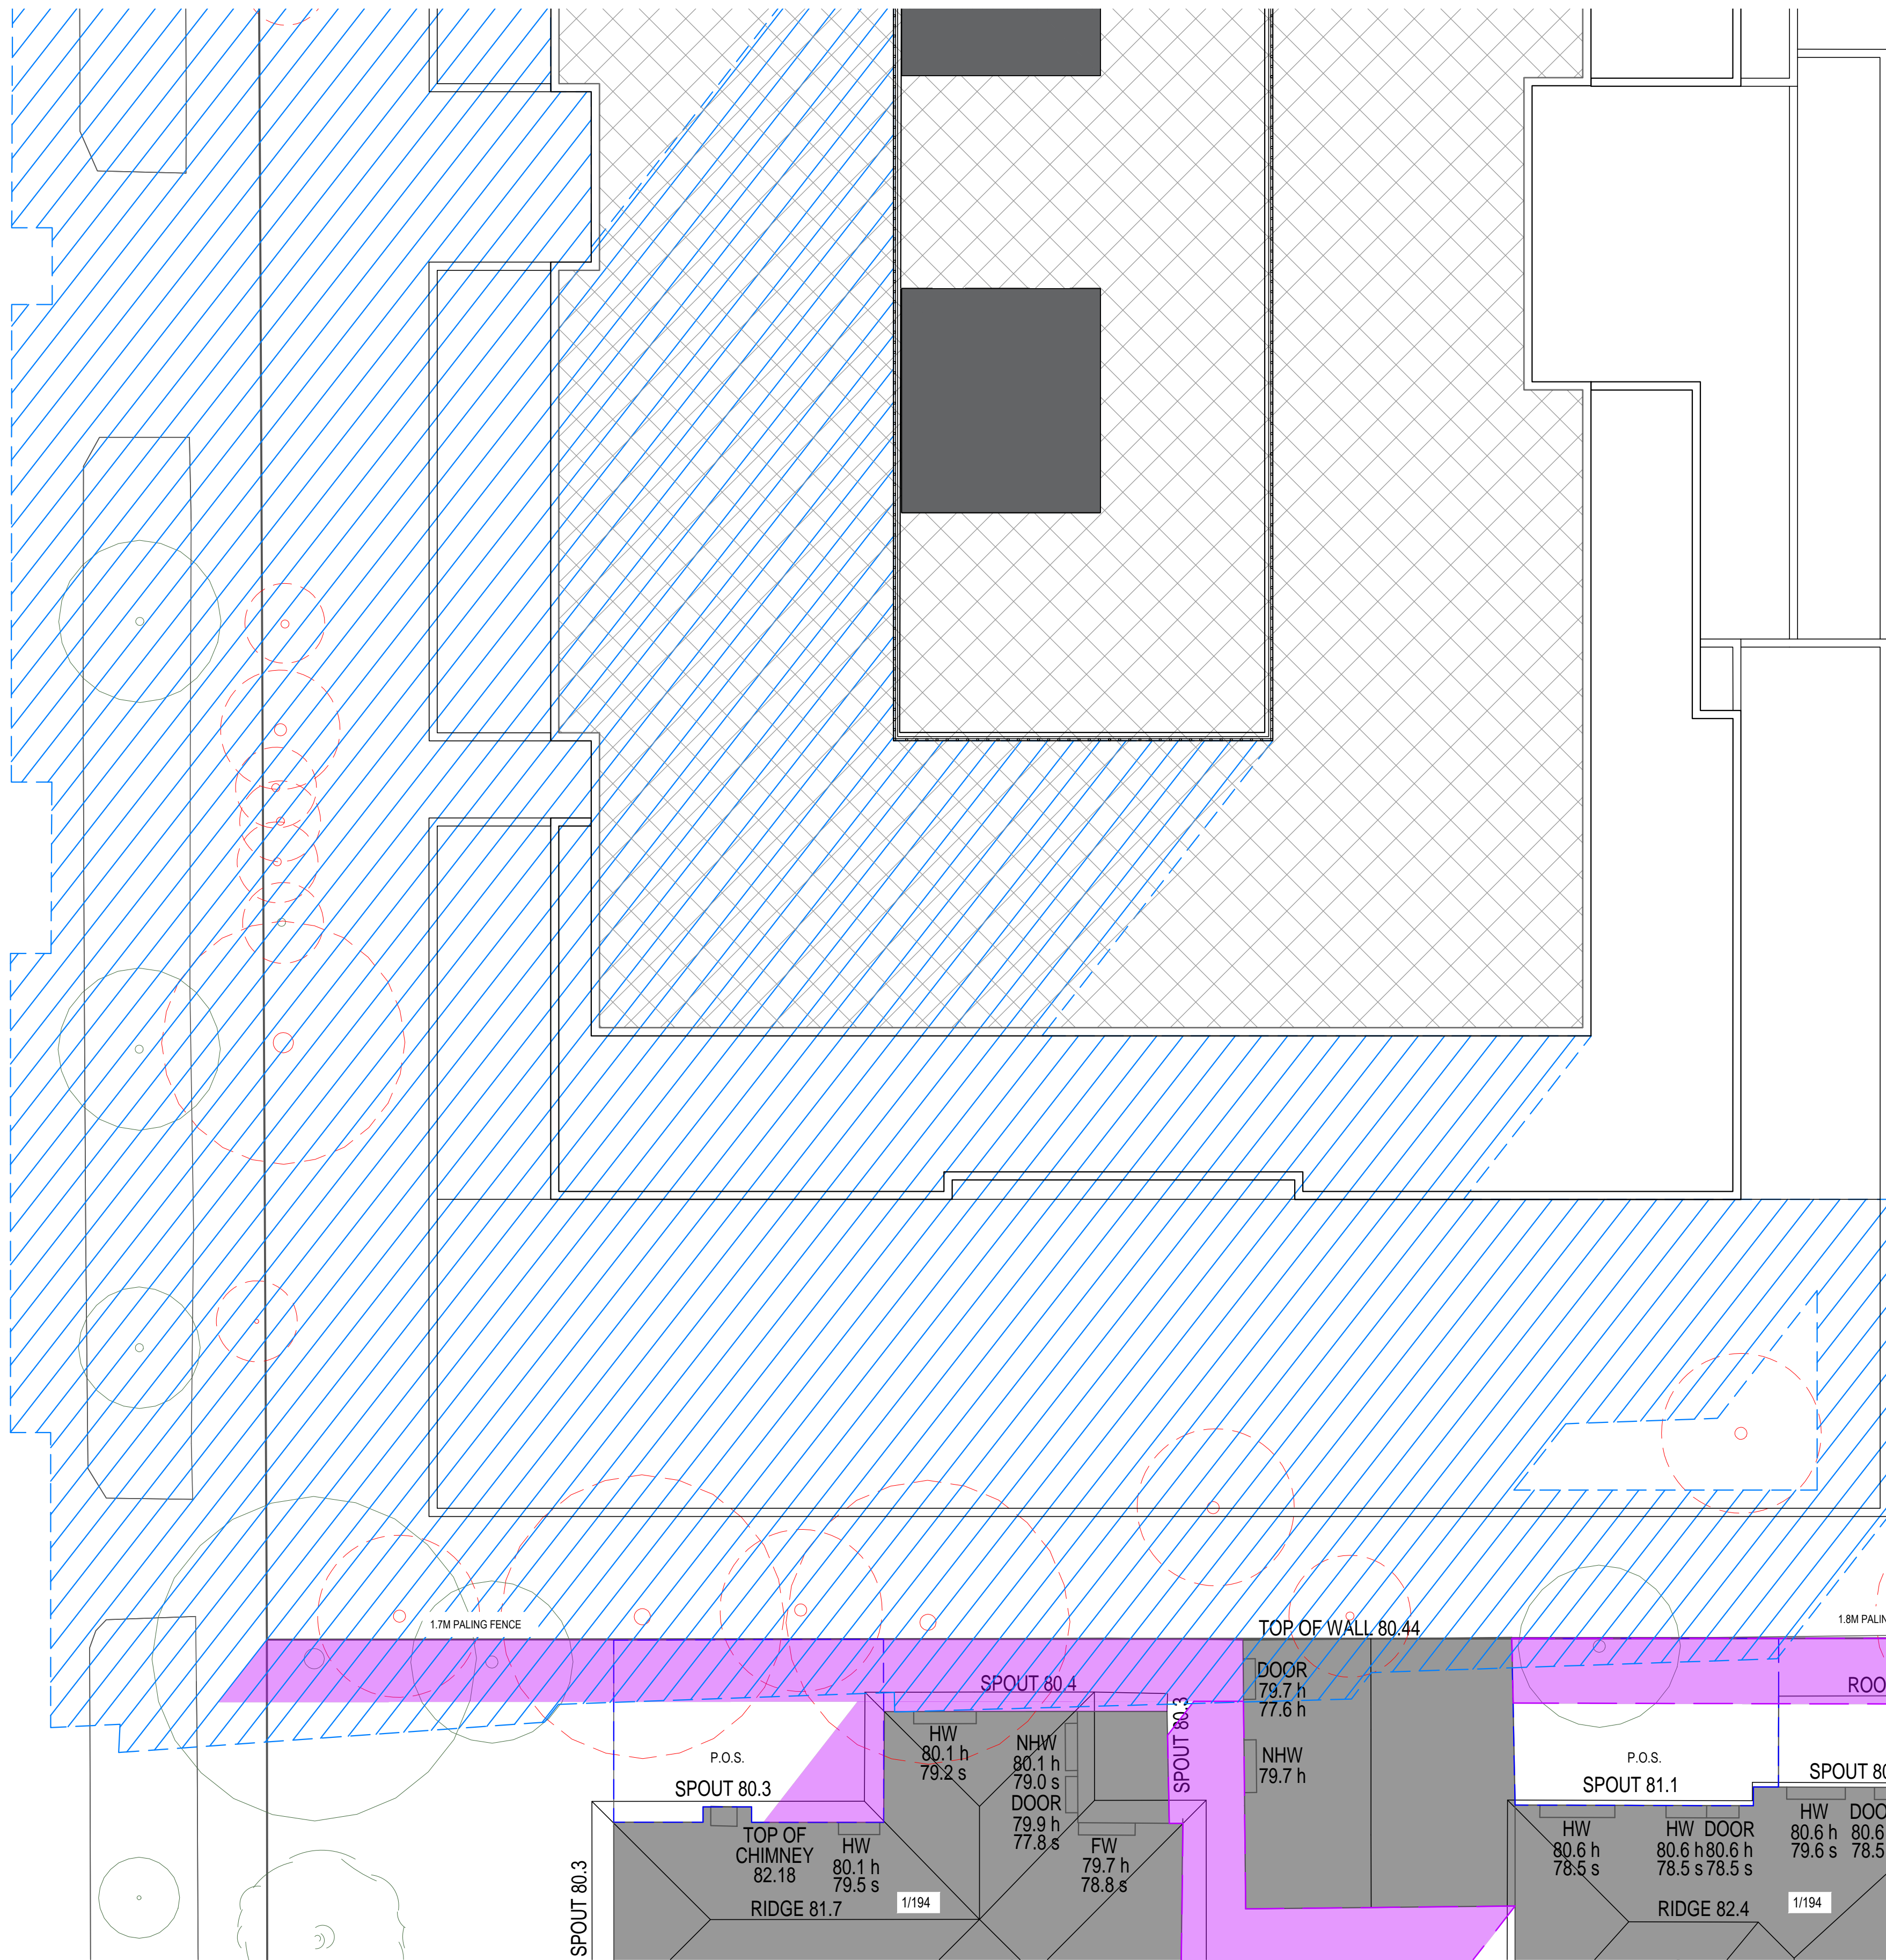 1.7M PALING FENCE
TOP OF WALL 80.44
1.8M PALIN
SPOUT 80.4
DOOR
79.7 h
77.6 h
ROO
SPOUT 80.3
HW
80.1 h
79.2 s
NHW
80.1 h
79.0 s
DOOR
79.9 h
77.8 s
NHW
79.7 h
P.O.S.
SPOUT 80.3
P.O.S.
SPOUT 81.1
SPOUT 80
TOP OF
CHIMNEY
82.18
HW
80.1 h
79.5 s
FW
79.7 h
78.8 s
HW
80.6 h
78.5 s
HW
80.6 h
78.5 s
DOOR
80.6 h
78.5 s
HW
80.6 h
79.6 s
DOO
80.6
78.5
SPOUT 80.3
RIDGE 81.7
1/194
RIDGE 82.4
1/194